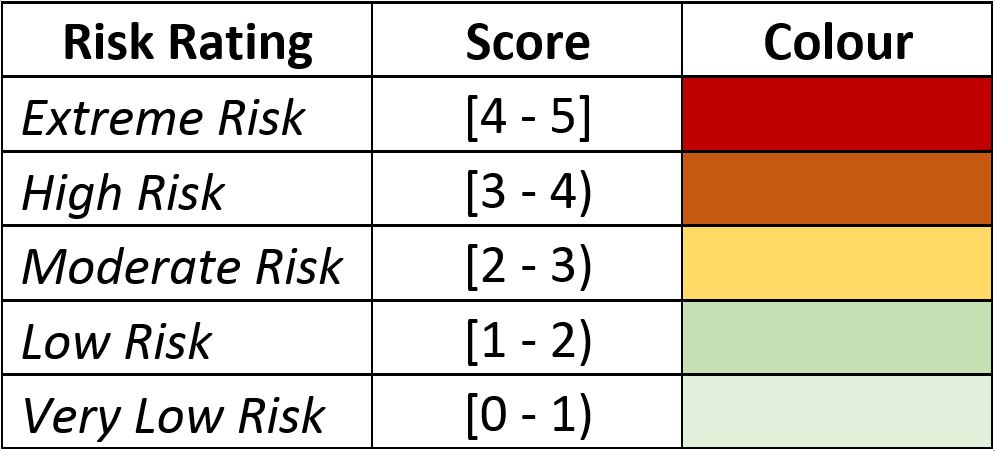 Risk Rating Score Colour
Extreme Risk [4 - 5]
High Risk [3 - 4)
Moderate Risk [2 - 3)
Low Risk [1 - 2)
Very Low Risk [0 - 1)